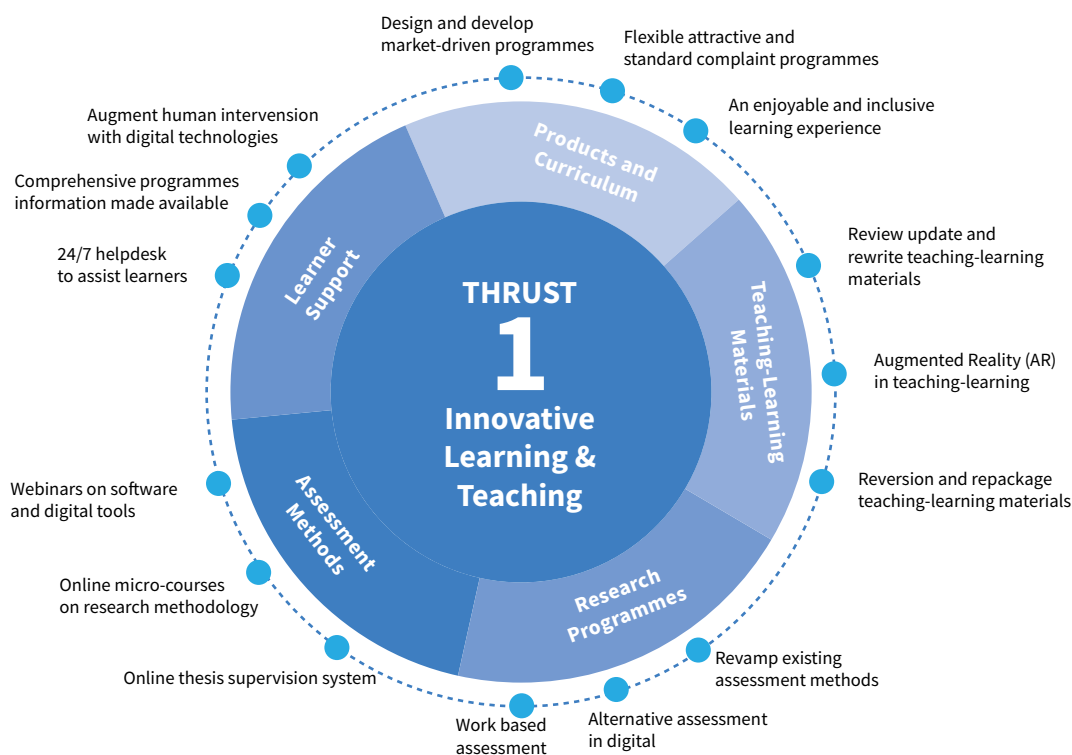 Design and develop
market-driven programmes
Flexible attractive and
standard complaint programmes
An enjoyable and inclusive
learning experience
Augment human intervention
with digital technologies
Comprehensive programmes
information made available
24/7 helpdesk
to assist learners
Products and
Curriculum
Learner
Support
Review update and
rewrite teaching-learning
materials
Teaching-Learning
Materials
Augmented Reality (AR)
in teaching-learning
Reversion and repackage
teaching-learning materials
THRUST
1
Innovative
Learning &
Teaching
Assessment
Methods
Research
Programmes
Webinars on software
and digital tools
Online micro-courses
on research methodology
Online thesis supervision system
Work based
assessment
Alternative assessment
in digital
Revamp existing
assessment methods